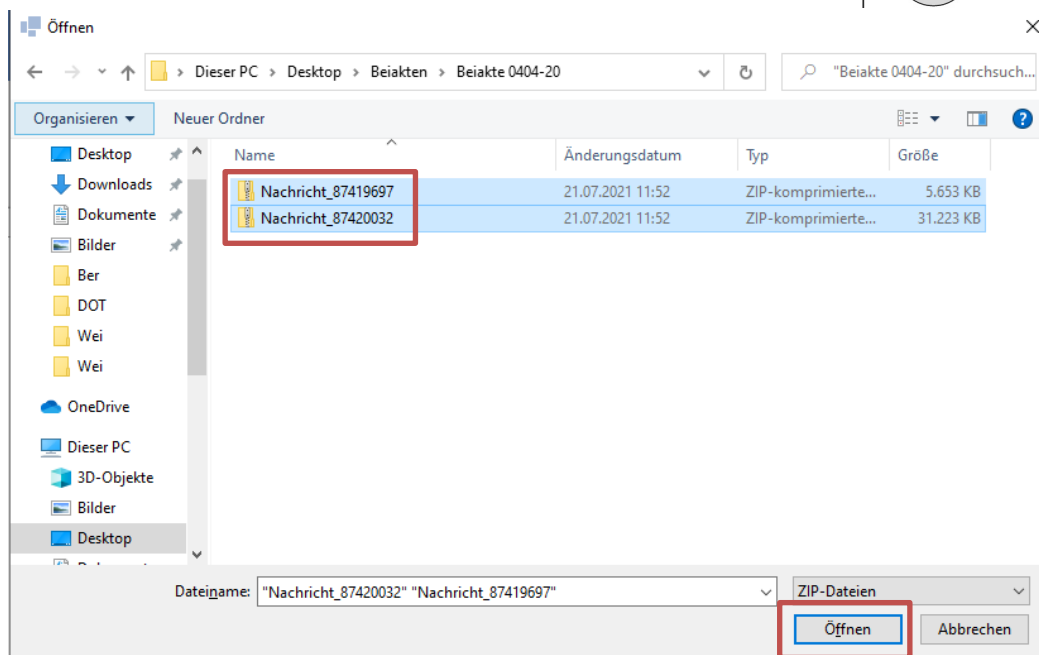 Öffnen
Dieser PC > Desktop > Beiakten > Beiakte 0404-20
"Beiakte 0404-20" durchsuch...
Organisieren
Neuer Ordner
?
Name Änderungsdatum Typ Größe
Nachricht_87419697 21.07.2021 11:52 ZIP-komprimierte... 5.653 KB
Nachricht_87420032 21.07.2021 11:52 ZIP-komprimierte... 31.223 KB
Desktop
Downloads
Dokumente
Bilder
Ber
DOT
Wei
Wei
OneDrive
Dieser PC
3D-Objekte
Bilder
Desktop
Dateiname: "Nachricht_87420032" "Nachricht_87419697" ZIP-Dateien
Öffnen Abbrechen